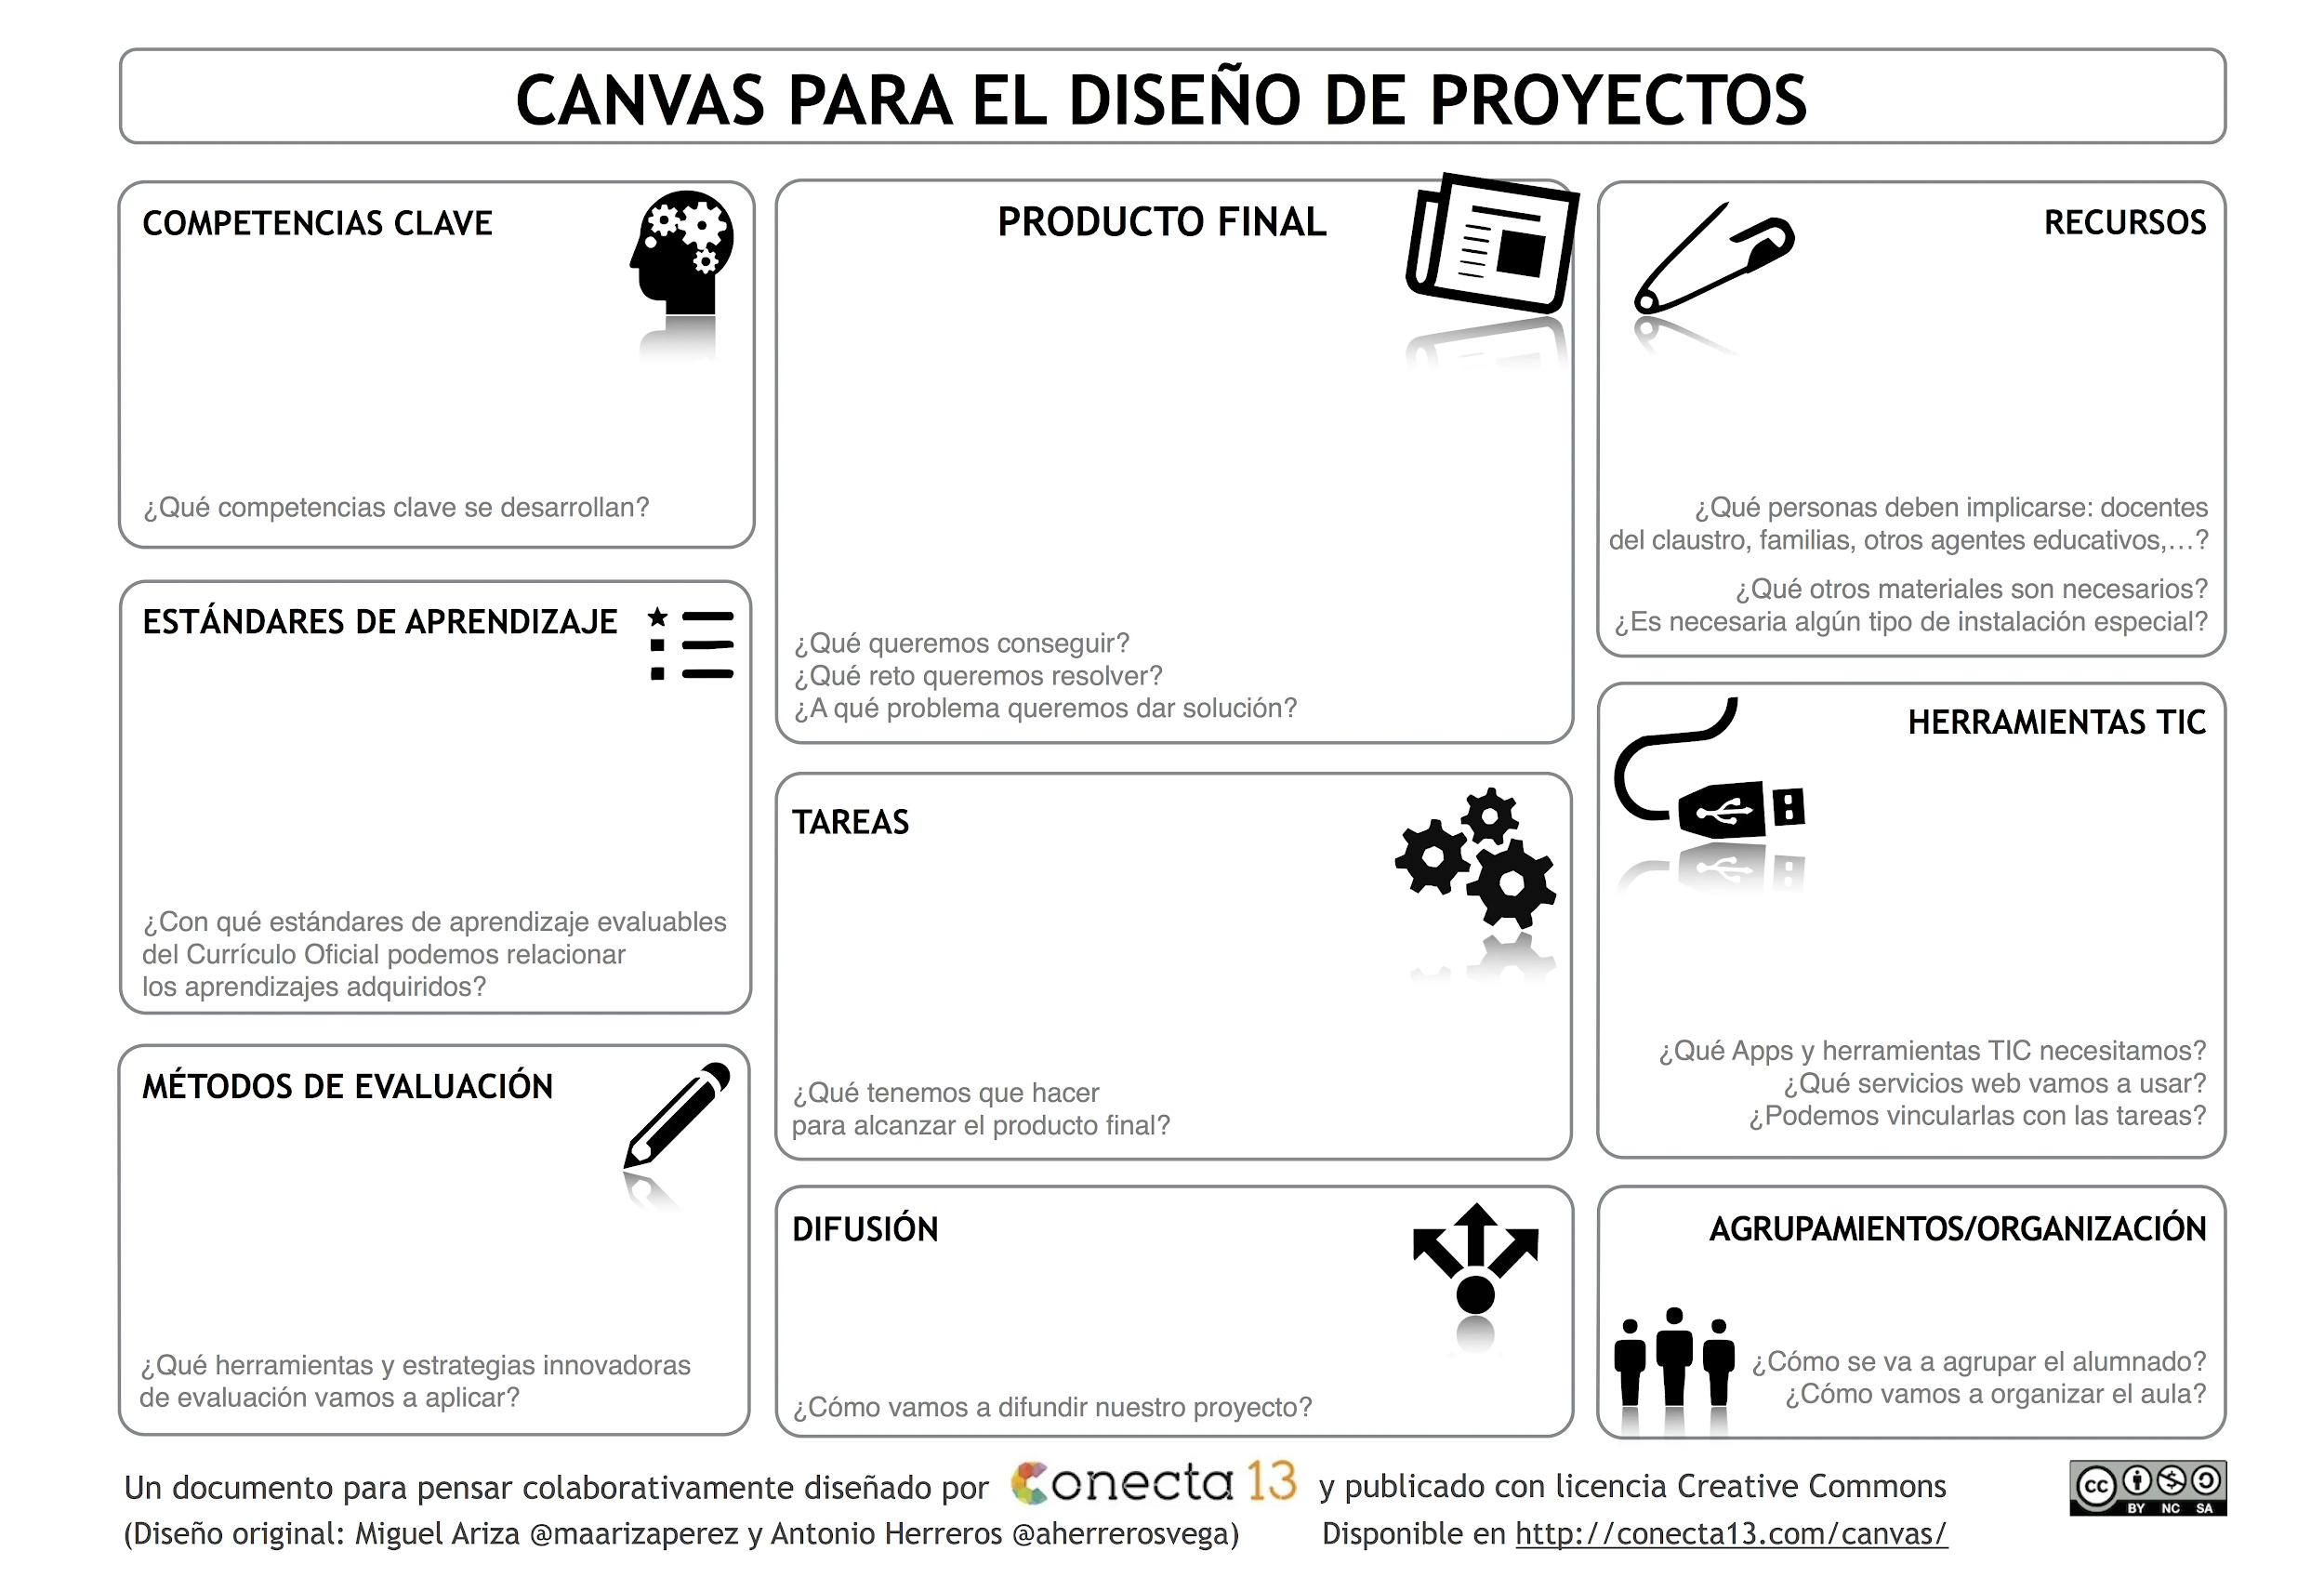 CANVAS PARA EL DISEÑO DE PROYECTOS
COMPETENCIAS CLAVE
¿Qué competencias clave se desarrollan?
ESTÁNDARES DE APRENDIZAJE
¿Con qué estándares de aprendizaje evaluables
del Currículo Oficial podemos relacionar
los aprendizajes adquiridos?
MÉTODOS DE EVALUACIÓN
¿Qué herramientas y estrategias innovadoras
de evaluación vamos a aplicar?
PRODUCTO FINAL
¿Qué queremos conseguir?
¿Qué reto queremos resolver?
¿A qué problema queremos dar solución?
TAREAS
¿Qué tenemos que hacer
para alcanzar el producto final?
DIFUSIÓN
¿Cómo vamos a difundir nuestro proyecto?
RECURSOS
¿Qué personas deben implicarse: docentes
del claustro, familias, otros agentes educativos,...?
¿Qué otros materiales son necesarios?
¿Es necesaria algún tipo de instalación especial?
HERRAMIENTAS TIC
¿Qué Apps y herramientas TIC necesitamos?
¿Qué servicios web vamos a usar?
¿Podemos vincularlas con las tareas?
AGRUPAMIENTOS/ORGANIZACIÓN
¿Cómo se va a agrupar el alumnado?
¿Cómo vamos a organizar el aula?
Un documento para pensar colaborativamente diseñado por Conecta 13 y publicado con licencia Creative Commons
(Diseño original: Miguel Ariza @maarizaperez y Antonio Herreros @aherrerosvega) Disponible en http://conecta13.com/canvas/
cc BY NC SA